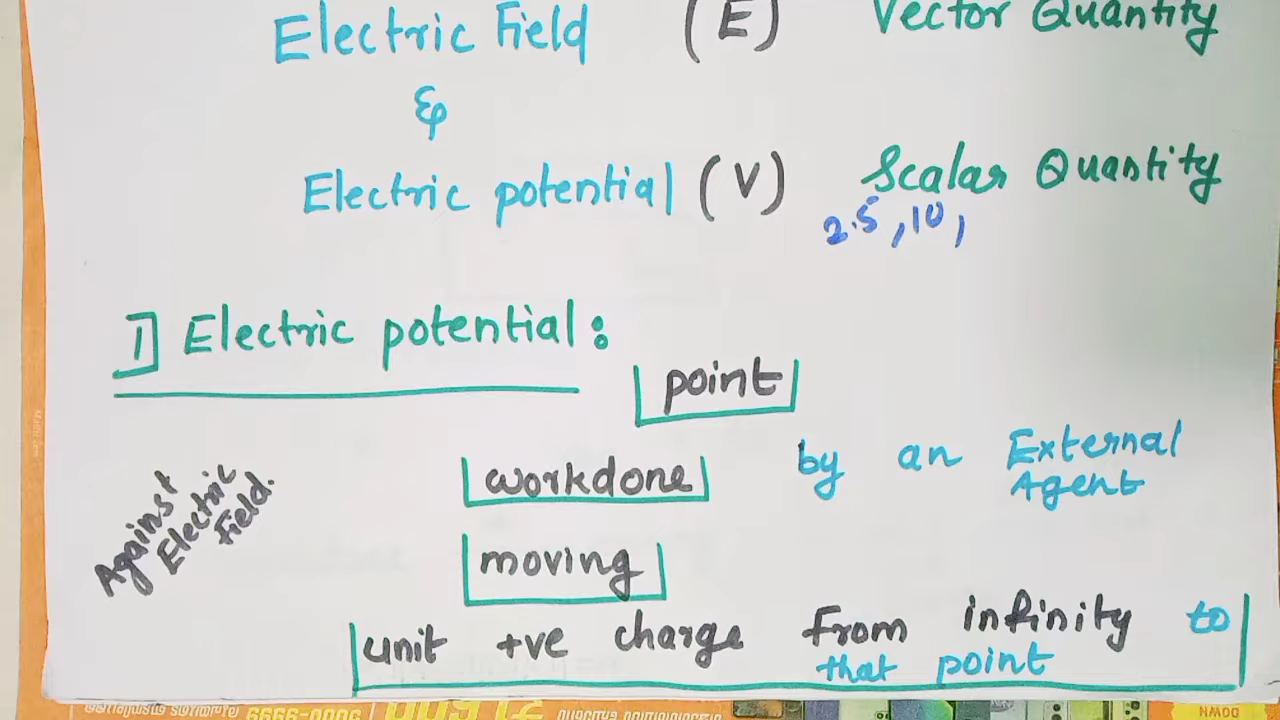 Electric Field (E) Vector Quantity
&
Electric potential (V) Scalar Quantity
2.5, 10,
1] Electric potential:
point
workdone by an External
Agent
moving
Against
Electric
Field.
unit +ve charge from infinity to
that point